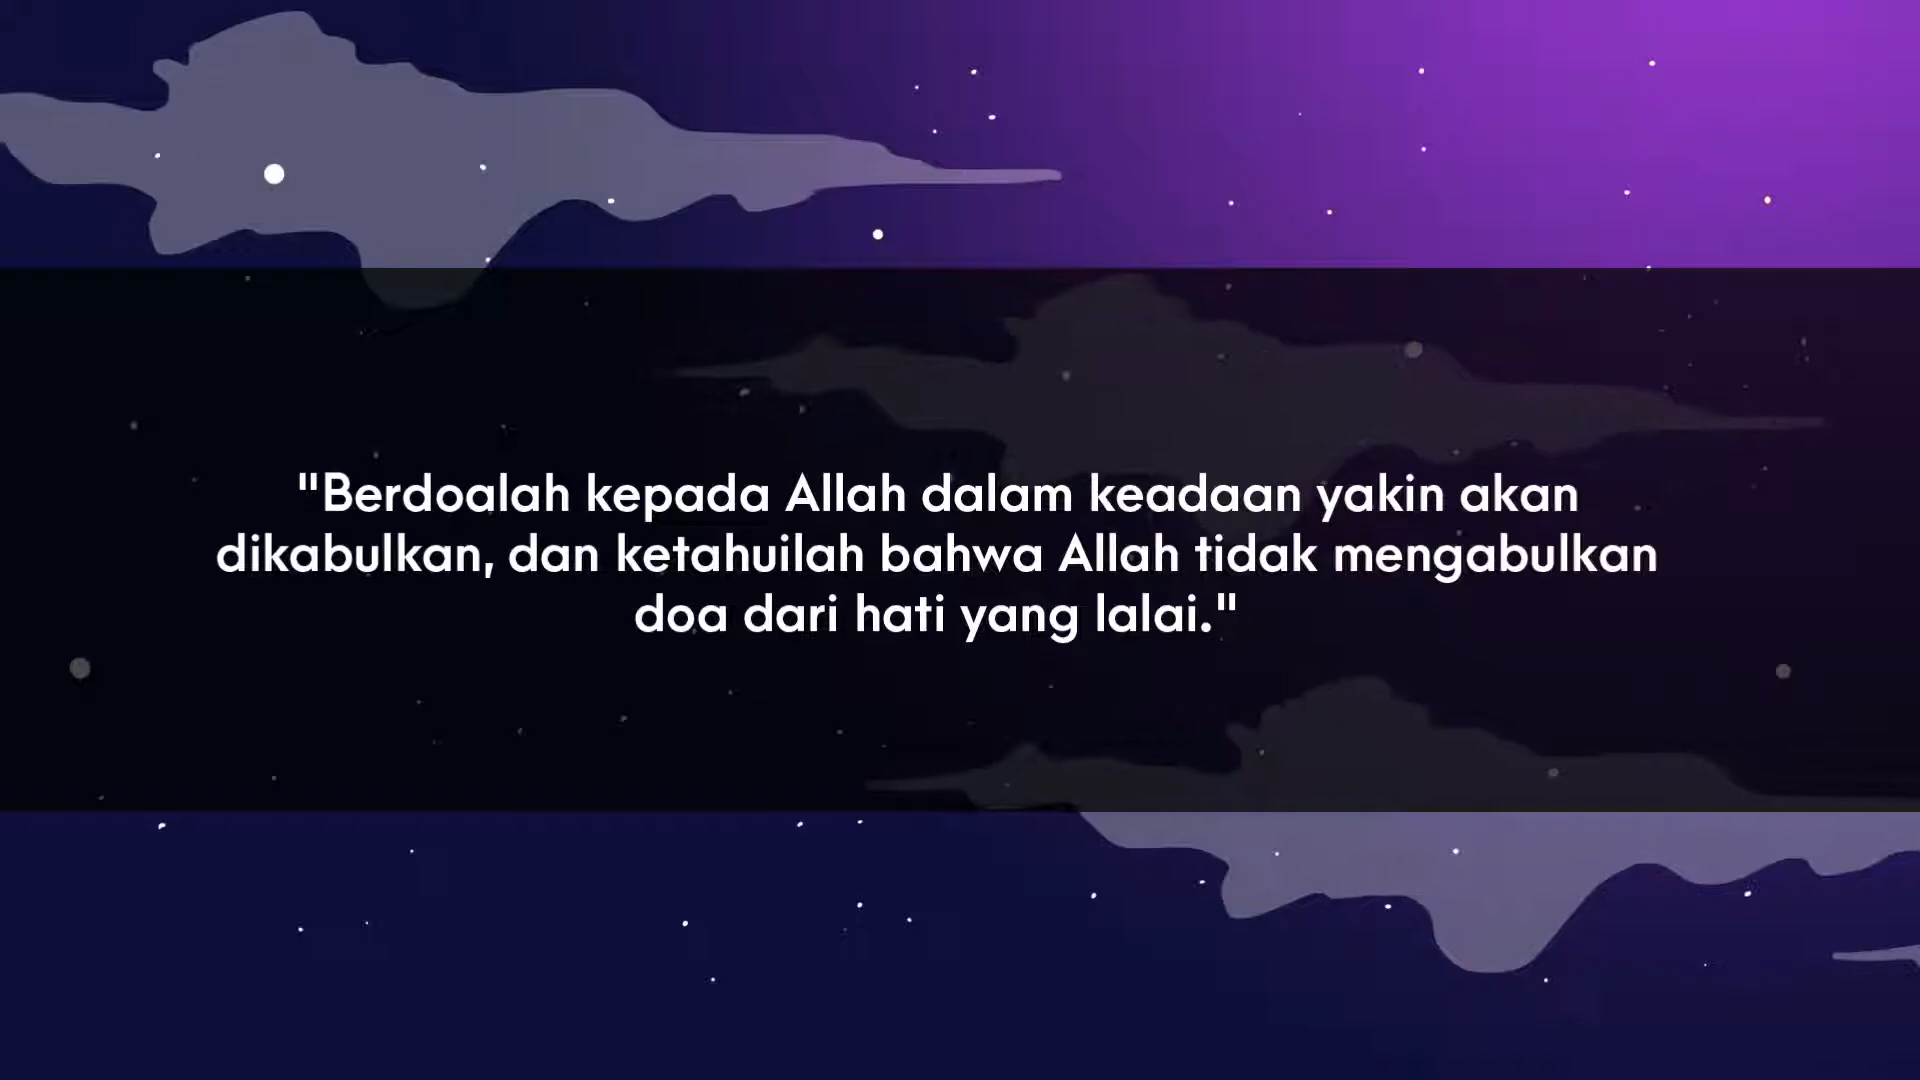 "Berdoalah kepada Allah dalam keadaan yakin akan
dikabulkan, dan ketahuilah bahwa Allah tidak mengabulkan
doa dari hati yang lalai."